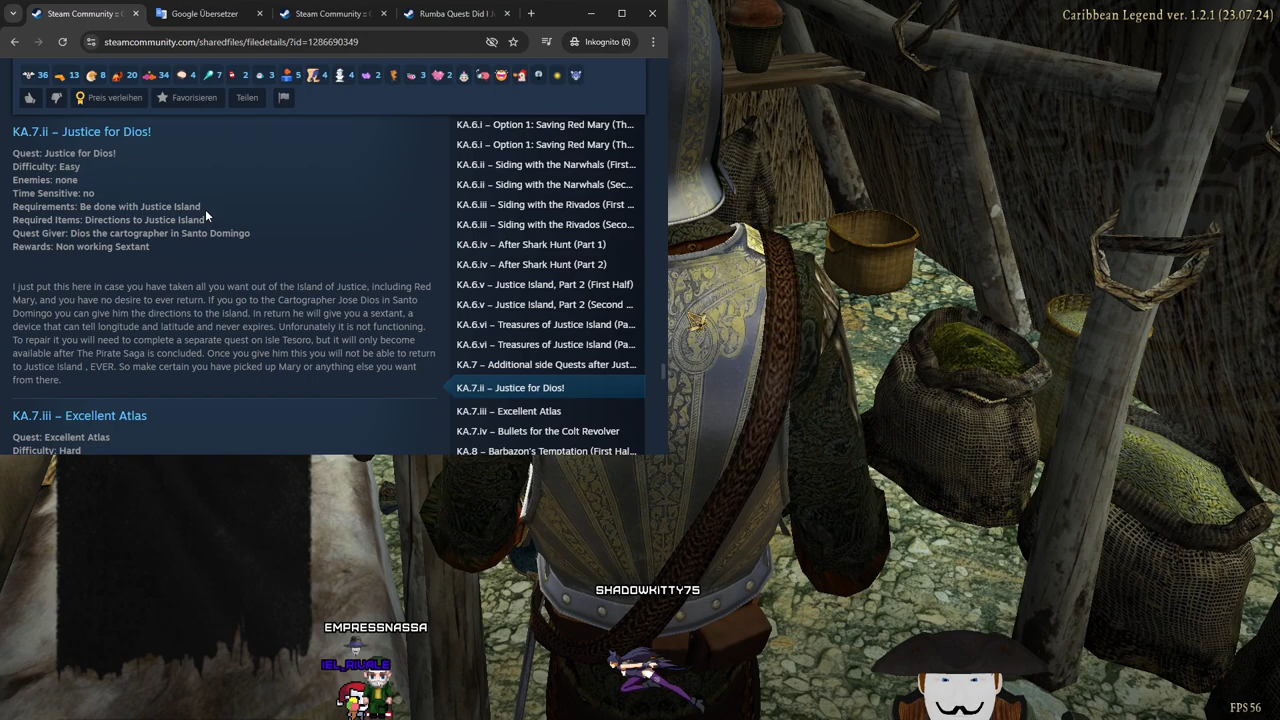 Steam Community :: G
Google Übersetzer
Steam Community :: G
Rumba Quest: Did I J
steamcommunity.com/sharedfiles/filedetails/?id=1286690349
Inkognito (6)
Caribbean Legend ver. 1.2.1 (23.07.24)
36 13 8 20 34 4 7 2 3 5 4 4 2 3 2
Preis verleihen
Favorisieren
Teilen
KA.7.ii – Justice for Dios!
Quest: Justice for Dios!
Difficulty: Easy
Enemies: none
Time Sensitive: no
Requirements: Be done with Justice Island
Required Items: Directions to Justice Island
Quest Giver: Dios the cartographer in Santo Domingo
Rewards: Non working Sextant
I just put this here in case you have taken all you want out of the Island of Justice, including Red
Mary, and you have no desire to ever return. If you go to the Cartographer Jose Dios in Santo
Domingo you can give him the directions to the island. In return he will give you a sextant, a
device that can tell longitude and latitude and never expires. Unforunately it is not functioning.
To repair it you will need to complete a separate quest on Isle Tesoro, but it will only become
available after The Pirate Saga is concluded. Once you give him this you will not be able to return
to Justice Island , EVER. So make certain you have picked up Mary or anything else you want
from there.
KA.7.iii – Excellent Atlas
Quest: Excellent Atlas
Difficulty: Hard
KA.6.i – Option 1: Saving Red Mary (Th...
KA.6.i – Option 1: Saving Red Mary (Th...
KA.6.ii – Siding with the Narwhals (First...
KA.6.ii – Siding with the Narwhals (Sec...
KA.6.iii – Siding with the Rivados (First ...
KA.6.iii – Siding with the Rivados (Seco...
KA.6.iv – After Shark Hunt (Part 1)
KA.6.iv – After Shark Hunt (Part 2)
KA.6.v – Justice Island, Part 2 (First Half)
KA.6.v – Justice Island, Part 2 (Second ...
KA.6.vi – Treasures of Justice Island (Pa...
KA.6.vi – Treasures of Justice Island (Pa...
KA.7 – Additional side Quests after Just...
KA.7.ii – Justice for Dios!
KA.7.iii – Excellent Atlas
KA.7.iv – Bullets for the Colt Revolver
KA.8 – Barbazon's Temptation (First Hal...
SHADOWKITTY75
EMPRESSNASSA
IEL_RIVALE
FPS 56